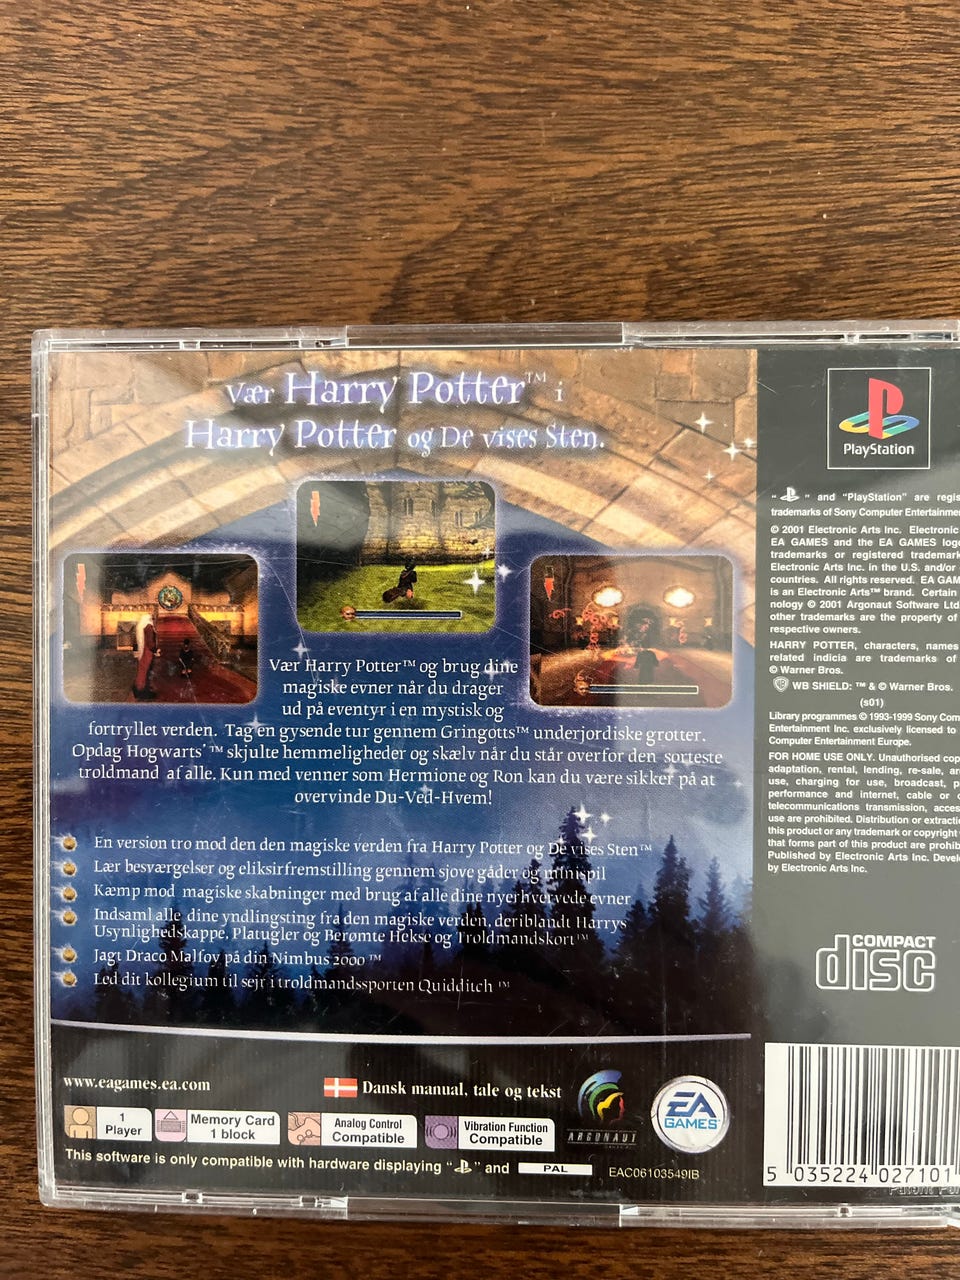 Vær Harry Potter™ i
Harry Potter og De vises Sten.
Vær Harry Potter™ og brug dine
magiske evner når du drager
ud på eventyr i en mystisk og
fortryllet verden. Tag en gysende tur gennem Gringotts™ underjordiske grotter.
Opdag Hogwarts'™ skjulte hemmeligheder og skælv når du står overfor den sorteste
troldmand af alle. Kun med venner som Hermione og Ron kan du være sikker på at
overvinde Du-Ved-Hvem!
En version tro mod den den magiske verden fra Harry Potter og De vises Sten™
Lær besværgelser og eliksirfremstilling gennem sjove gåder og minispil
Kæmp mod magiske skabninger med brug af alle dine nyerhvervede evner
Indsaml alle dine yndlingsting fra den magiske verden, deriblandt Harrys
Usynlighedskappe, Platugler og Berømte Hekse og Troldmandskort™
Jagt Draco Malfoy på din Nimbus 2000™
Led dit kollegium til sejr i troldmandssporten Quidditch™
www.eagames.ea.com
Dansk manual, tale og tekst
ARGONAUT
EA
GAMES™
1
Player
Memory Card
1 block
Analog Control
Compatible
Vibration Function
Compatible
This software is only compatible with hardware displaying " " and PAL
EAC06103549IB
PlayStation
" " and "PlayStation" are regis
trademarks of Sony Computer Entertainmen
© 2001 Electronic Arts Inc. Electronic
EA GAMES and the EA GAMES logo
trademarks or registered trademark
Electronic Arts Inc. in the U.S. and/or
countries. All rights reserved. EA GAM
is an Electronic Arts™ brand. Certain
nology © 2001 Argonaut Software Ltd
other trademarks are the property of
respective owners.
HARRY POTTER, characters, names
related indicia are trademarks of
© Warner Bros.
WB SHIELD: ™ & © Warner Bros.
(s01)
Library programmes © 1993-1999 Sony Com
Entertainment Inc. exclusively licensed to
Computer Entertainment Europe.
FOR HOME USE ONLY. Unauthorised cop
adaptation, rental, lending, re-sale, ar
use, charging for use, broadcast, p
performance and internet, cable or
telecommunications transmission, acces
use are prohibited. Distribution or extractio
this product or any trademark or copyright
that forms part of this product are prohib
Published by Electronic Arts Inc. Devel
by Electronic Arts Inc.
COMPACT
disc
5 035224 027101